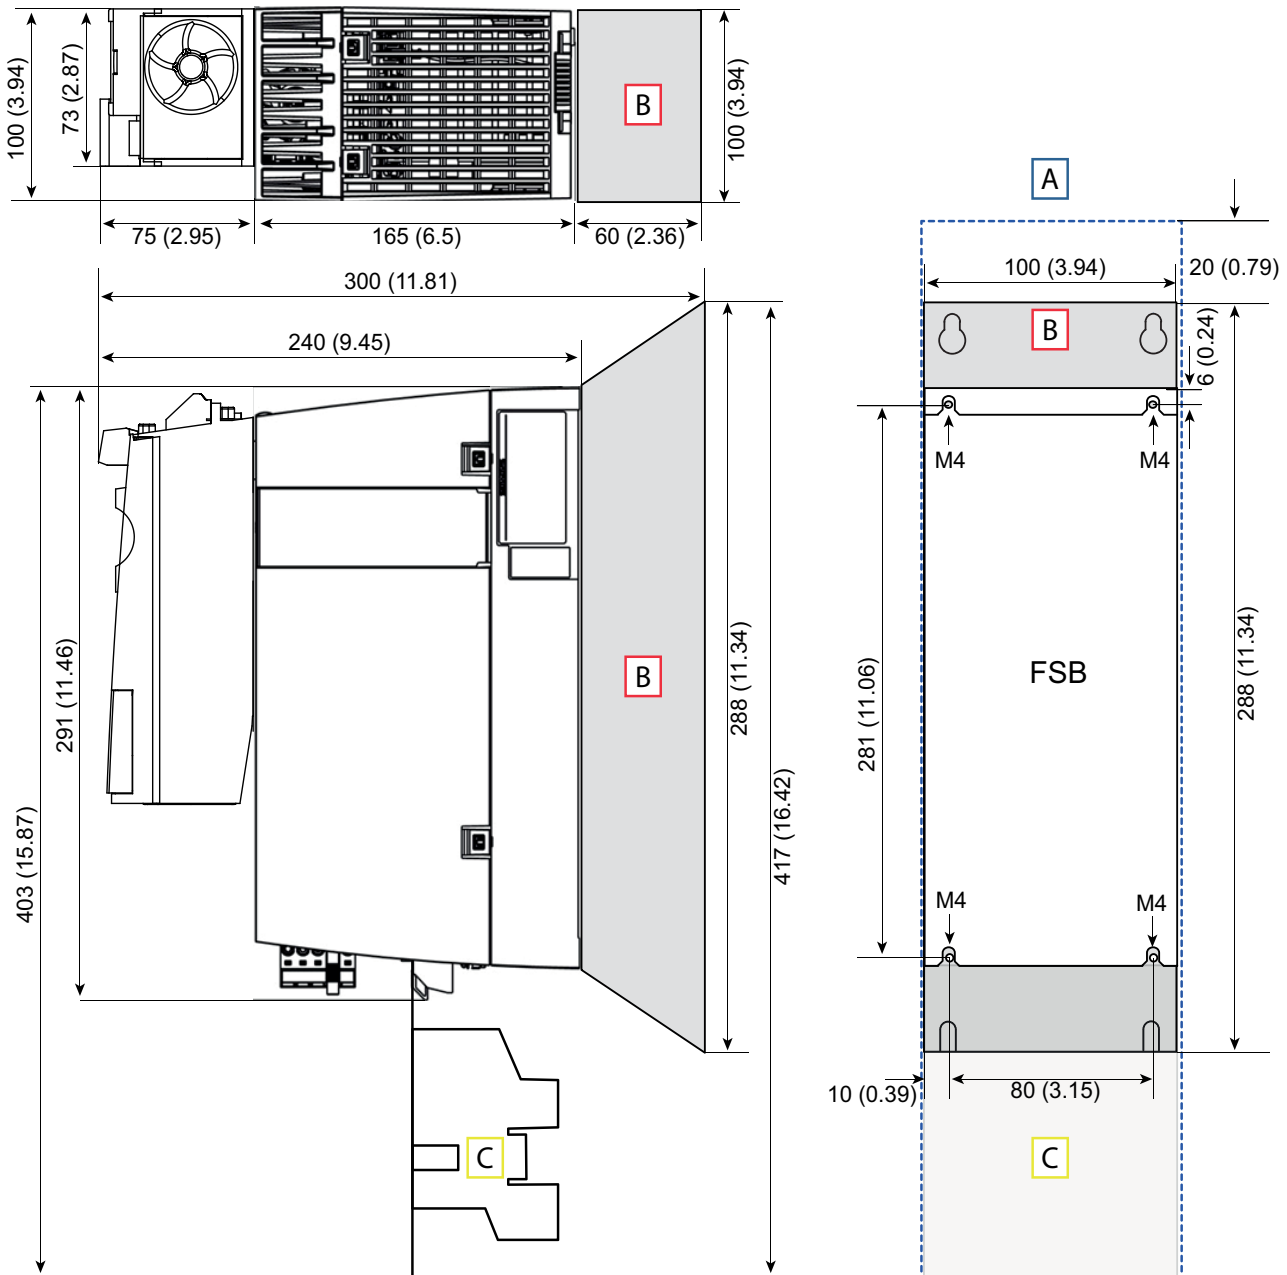 100 (3.94)
73 (2.87)
B
100 (3.94)
75 (2.95)
165 (6.5)
60 (2.36)
A
300 (11.81)
100 (3.94)
20 (0.79)
240 (9.45)
B
6 (0.24)
M4
M4
291 (11.46)
B
288 (11.34)
281 (11.06)
FSB
288 (11.34)
403 (15.87)
417 (16.42)
M4
M4
10 (0.39)
80 (3.15)
C
C